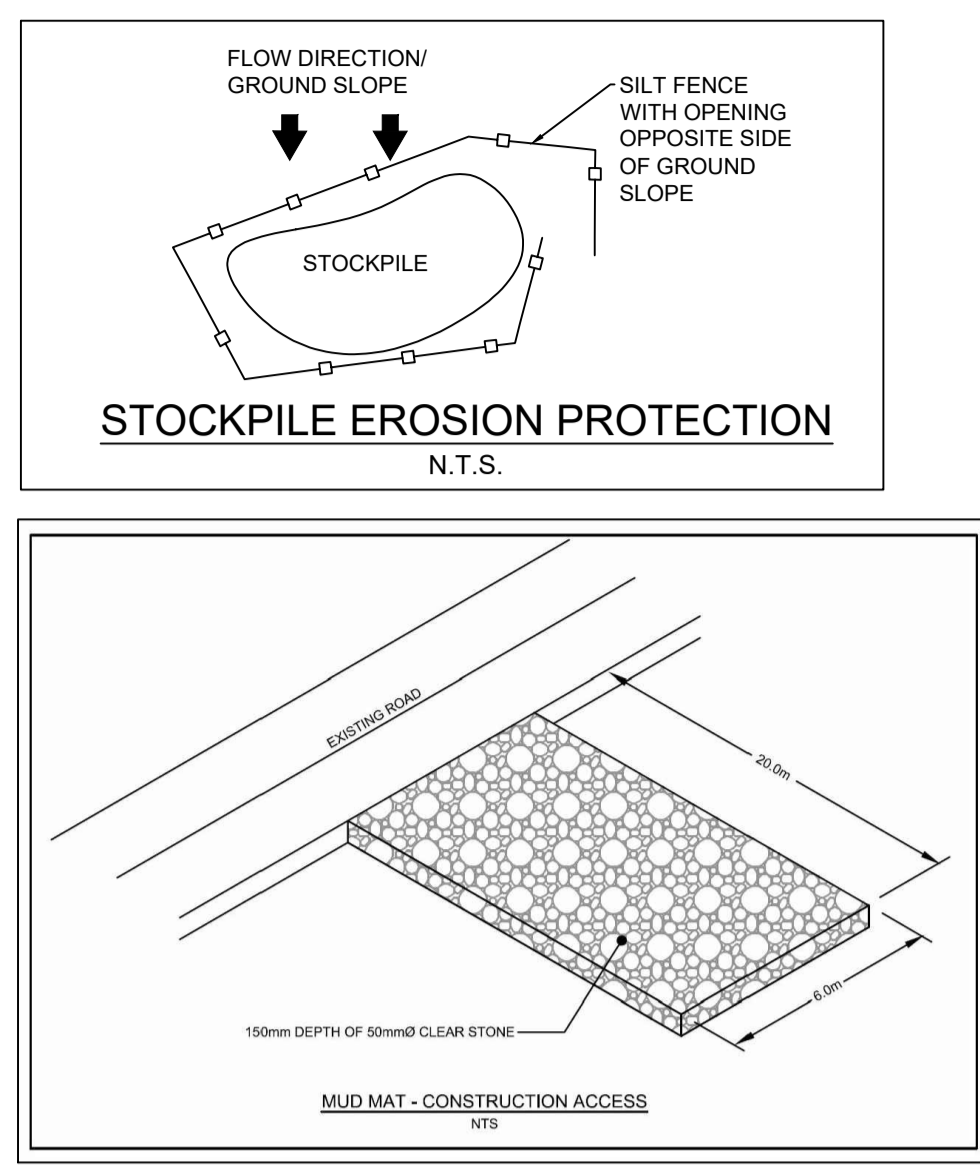 FLOW DIRECTION/
GROUND SLOPE
SILT FENCE
WITH OPENING
OPPOSITE SIDE
OF GROUND
SLOPE
STOCKPILE
STOCKPILE EROSION PROTECTION
N.T.S.
EXISTING ROAD
20.0m
6.0m
150mm DEPTH OF 50mmØ CLEAR STONE
MUD MAT - CONSTRUCTION ACCESS
NTS